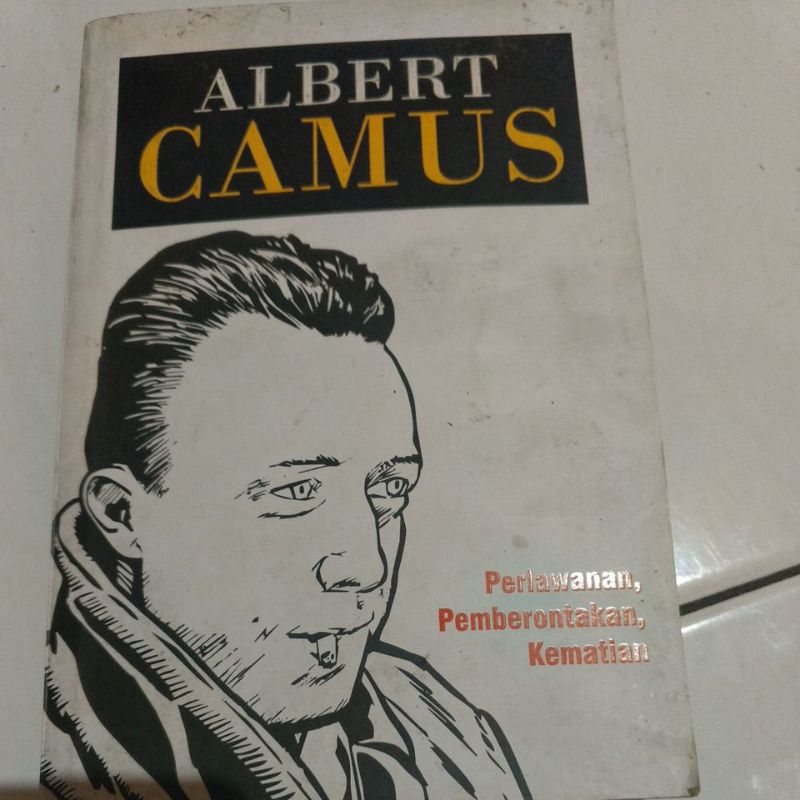 ALBERT
CAMUS
Perlawanan,
Pemberontakan,
Kematian